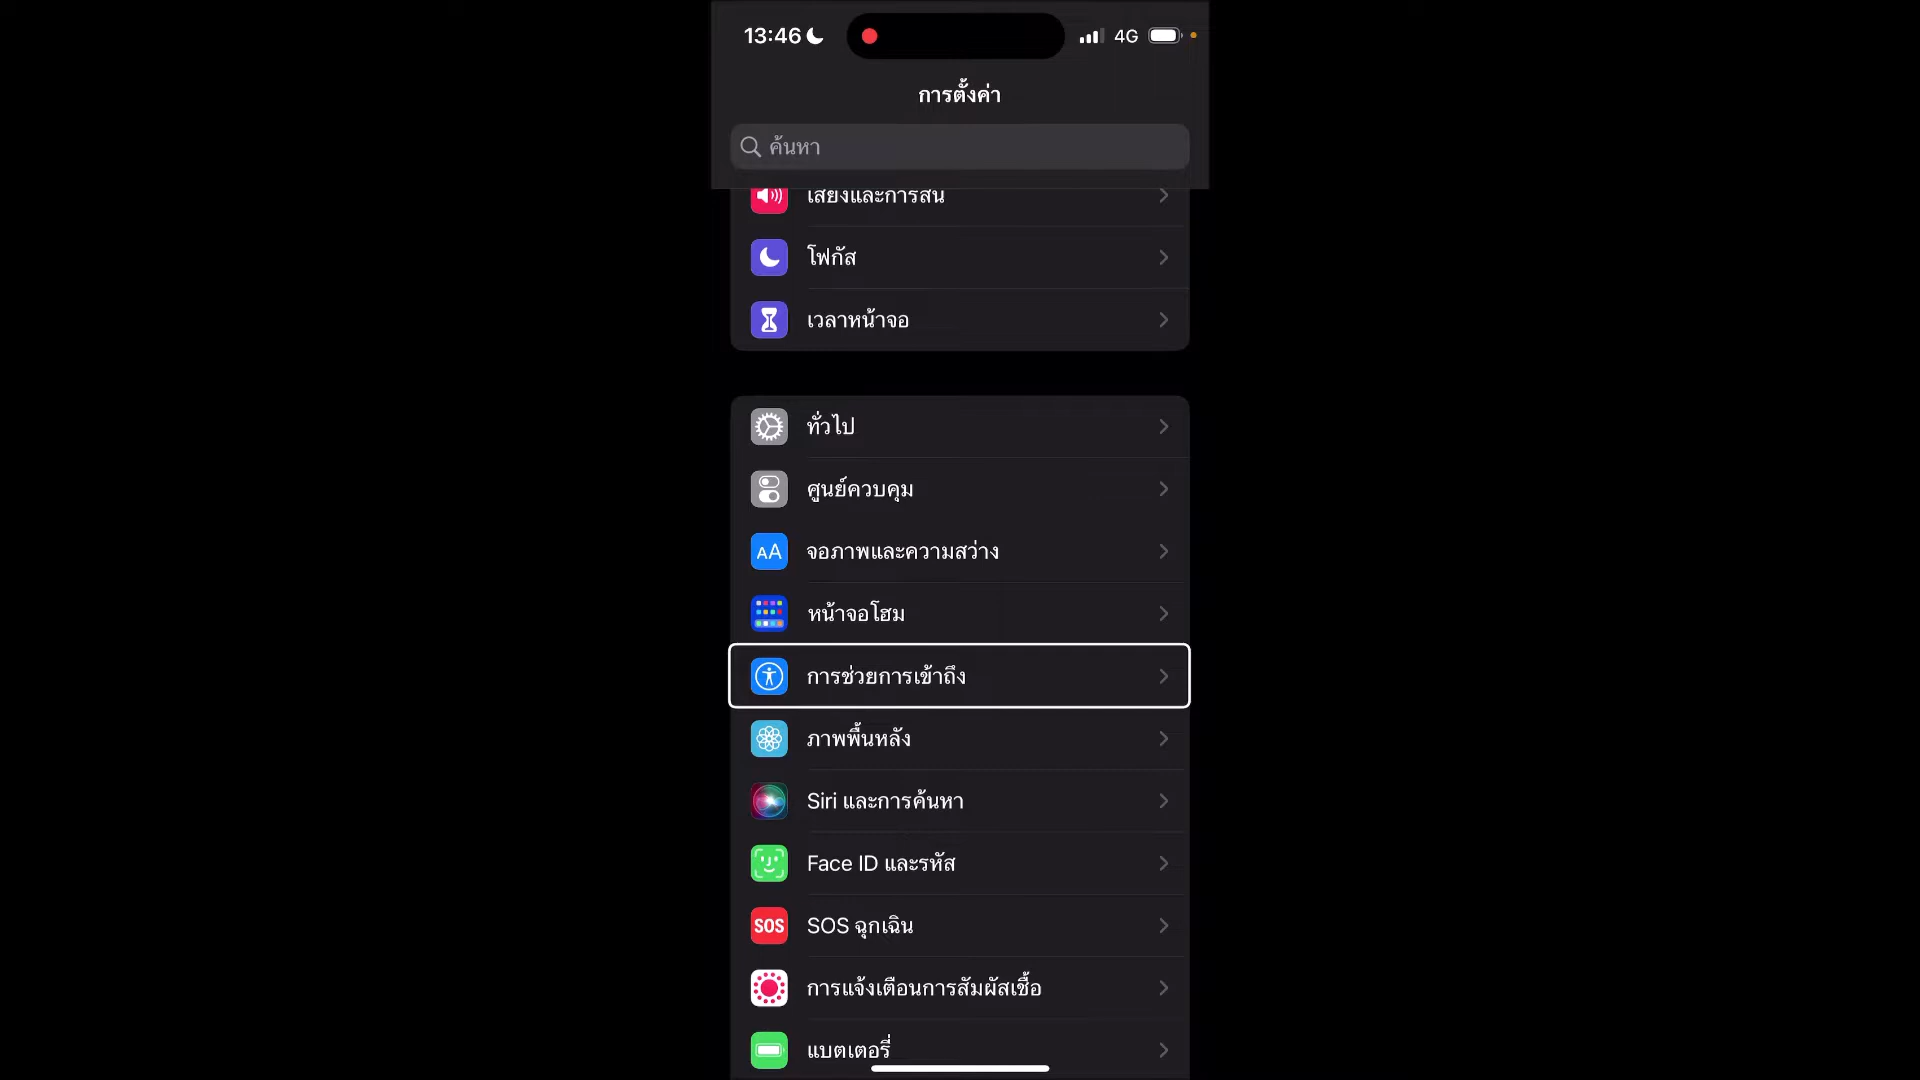 13:46
4G
การตั้งค่า
ค้นหา
เสียงและการสั่น
โฟกัส
เวลาหน้าจอ
ทั่วไป
ศูนย์ควบคุม
AA จอภาพและความสว่าง
หน้าจอโฮม
การช่วยการเข้าถึง
ภาพพื้นหลัง
Siri และการค้นหา
Face ID และรหัส
SOS SOS ฉุกเฉิน
การแจ้งเตือนการสัมผัสเชื้อ
แบตเตอรี่